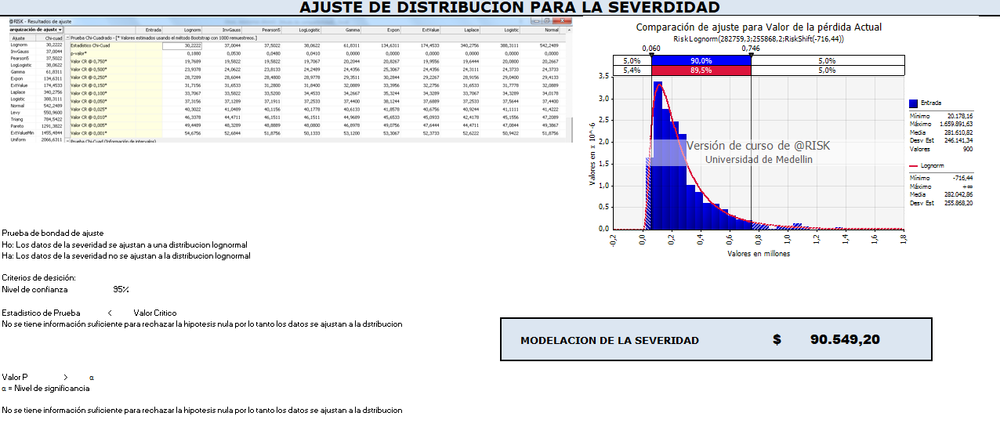 AJUSTE DE DISTRIBUCION PARA LA SEVERDIDAD
@RISK - Resultados de ajuste
arquización de ajuste
Ajuste Chi-cuad
Lognorm 30,2222
InvGauss 37,0044
Pearson5 37,5022
LogLogistic 38,0622
Gamma 61,8311
Expon 134,6311
ExtValue 174,4533
Laplace 340,2756
Logistic 388,3111
Normal 542,2489
Levy 550,9600
Triang 784,5422
Pareto 1291,3822
ExtValueMin 1455,4844
Uniform 2066,6311
Entrada Lognorm InvGauss Pearson5 LogLogistic Gamma Expon ExtValue Laplace Logistic Normal
Prueba Chi-Cuadrado - [* Valores estimados usando el método Bootstrap con 1000 remuestreos.]
Estadístico Chi-Cuad 30,2222 37,0044 37,5022 38,0622 61,8311 134,6311 174,4533 340,2756 388,3111 542,2489
p-valor* 0,1880 0,0530 0,0480 0,0410 0,0000 0,0000 0,0000 0,0000 0,0000 0,0000
Valor CR @ 0,750* 19,7689 19,5822 19,5822 19,7067 20,2044 20,0267 19,9556 19,6444 20,0800 20,2667
Valor CR @ 0,500* 23,9378 24,0622 23,8133 24,2489 24,4356 25,3067 24,4356 24,3111 24,3733 24,3733
Valor CR @ 0,250* 28,7289 28,6044 28,4800 28,9778 29,3511 30,2844 29,2267 28,9156 29,0400 29,4133
Valor CR @ 0,150* 31,7156 31,6533 31,2800 31,8400 32,0889 33,3956 32,2756 31,6533 31,7778 32,0889
Valor CR @ 0,100* 33,7067 33,5822 33,5200 34,4533 34,2667 35,3244 34,3289 33,7067 34,3289 34,0178
Valor CR @ 0,050* 37,3156 37,1289 37,1911 37,2533 37,4400 38,1244 37,6889 37,2533 37,5644 37,4400
Valor CR @ 0,025* 40,3022 41,0489 40,1156 40,1778 40,6133 41,8578 40,6756 40,9244 41,1111 41,4222
Valor CR @ 0,010* 46,3378 44,4711 46,1511 46,1511 44,9689 45,6533 45,0933 42,4178 45,1556 47,2089
Valor CR @ 0,005* 49,4489 48,3289 48,8889 48,0800 46,8978 49,0756 47,6444 44,4711 47,0844 49,3867
Valor CR @ 0,001* 54,6756 52,6044 51,8756 50,1333 53,1200 53,3067 52,3733 52,6222 50,9422 51,8756
Prueba Chi-Cuad (Información de intervalos)
Comparación de ajuste para Valor de la pérdida Actual
RiskLognorm(282759,3;255868,2;RiskShift(-716,44))
0,060 0,746
5,0% 90,0% 5,0%
5,4% 89,5% 5,0%
Valores en x 10^-6
3,5
3,0
2,5
2,0
1,5
1,0
0,5
0,0
Versión de curso de @RISK
Universidad de Medellin
-0,2 0,0 0,2 0,4 0,6 0,8 1,0 1,2 1,4 1,6 1,8
Valores en millones
Entrada
Mínimo 20.178,16
Máximo 1.659.891,63
Media 281.610,82
Desv Est 246.141,34
Valores 900
Lognorm
Mínimo -716,44
Máximo +∞
Media 282.042,86
Desv Est 255.868,20
Prueba de bondad de ajuste
Ho: Los datos de la severidad se ajustan a una distribucion lognormal
Ha: Los datos de la severidad no se ajustan a la distribucion lognormal
Criterios de desición:
Nivel de confianza 95%
Estadistico de Prueba < Valor Critico
No se tiene información suficiente para rechazar la hipotesis nula por lo tanto los datos se ajustan a la dstribucion
MODELACION DE LA SEVERIDAD $ 90.549,20
Valor P > α
α = Nivel de significancia
No se tiene información suficiente para rechazar la hipotesis nula por lo tanto los datos se ajustan a la dstribucion